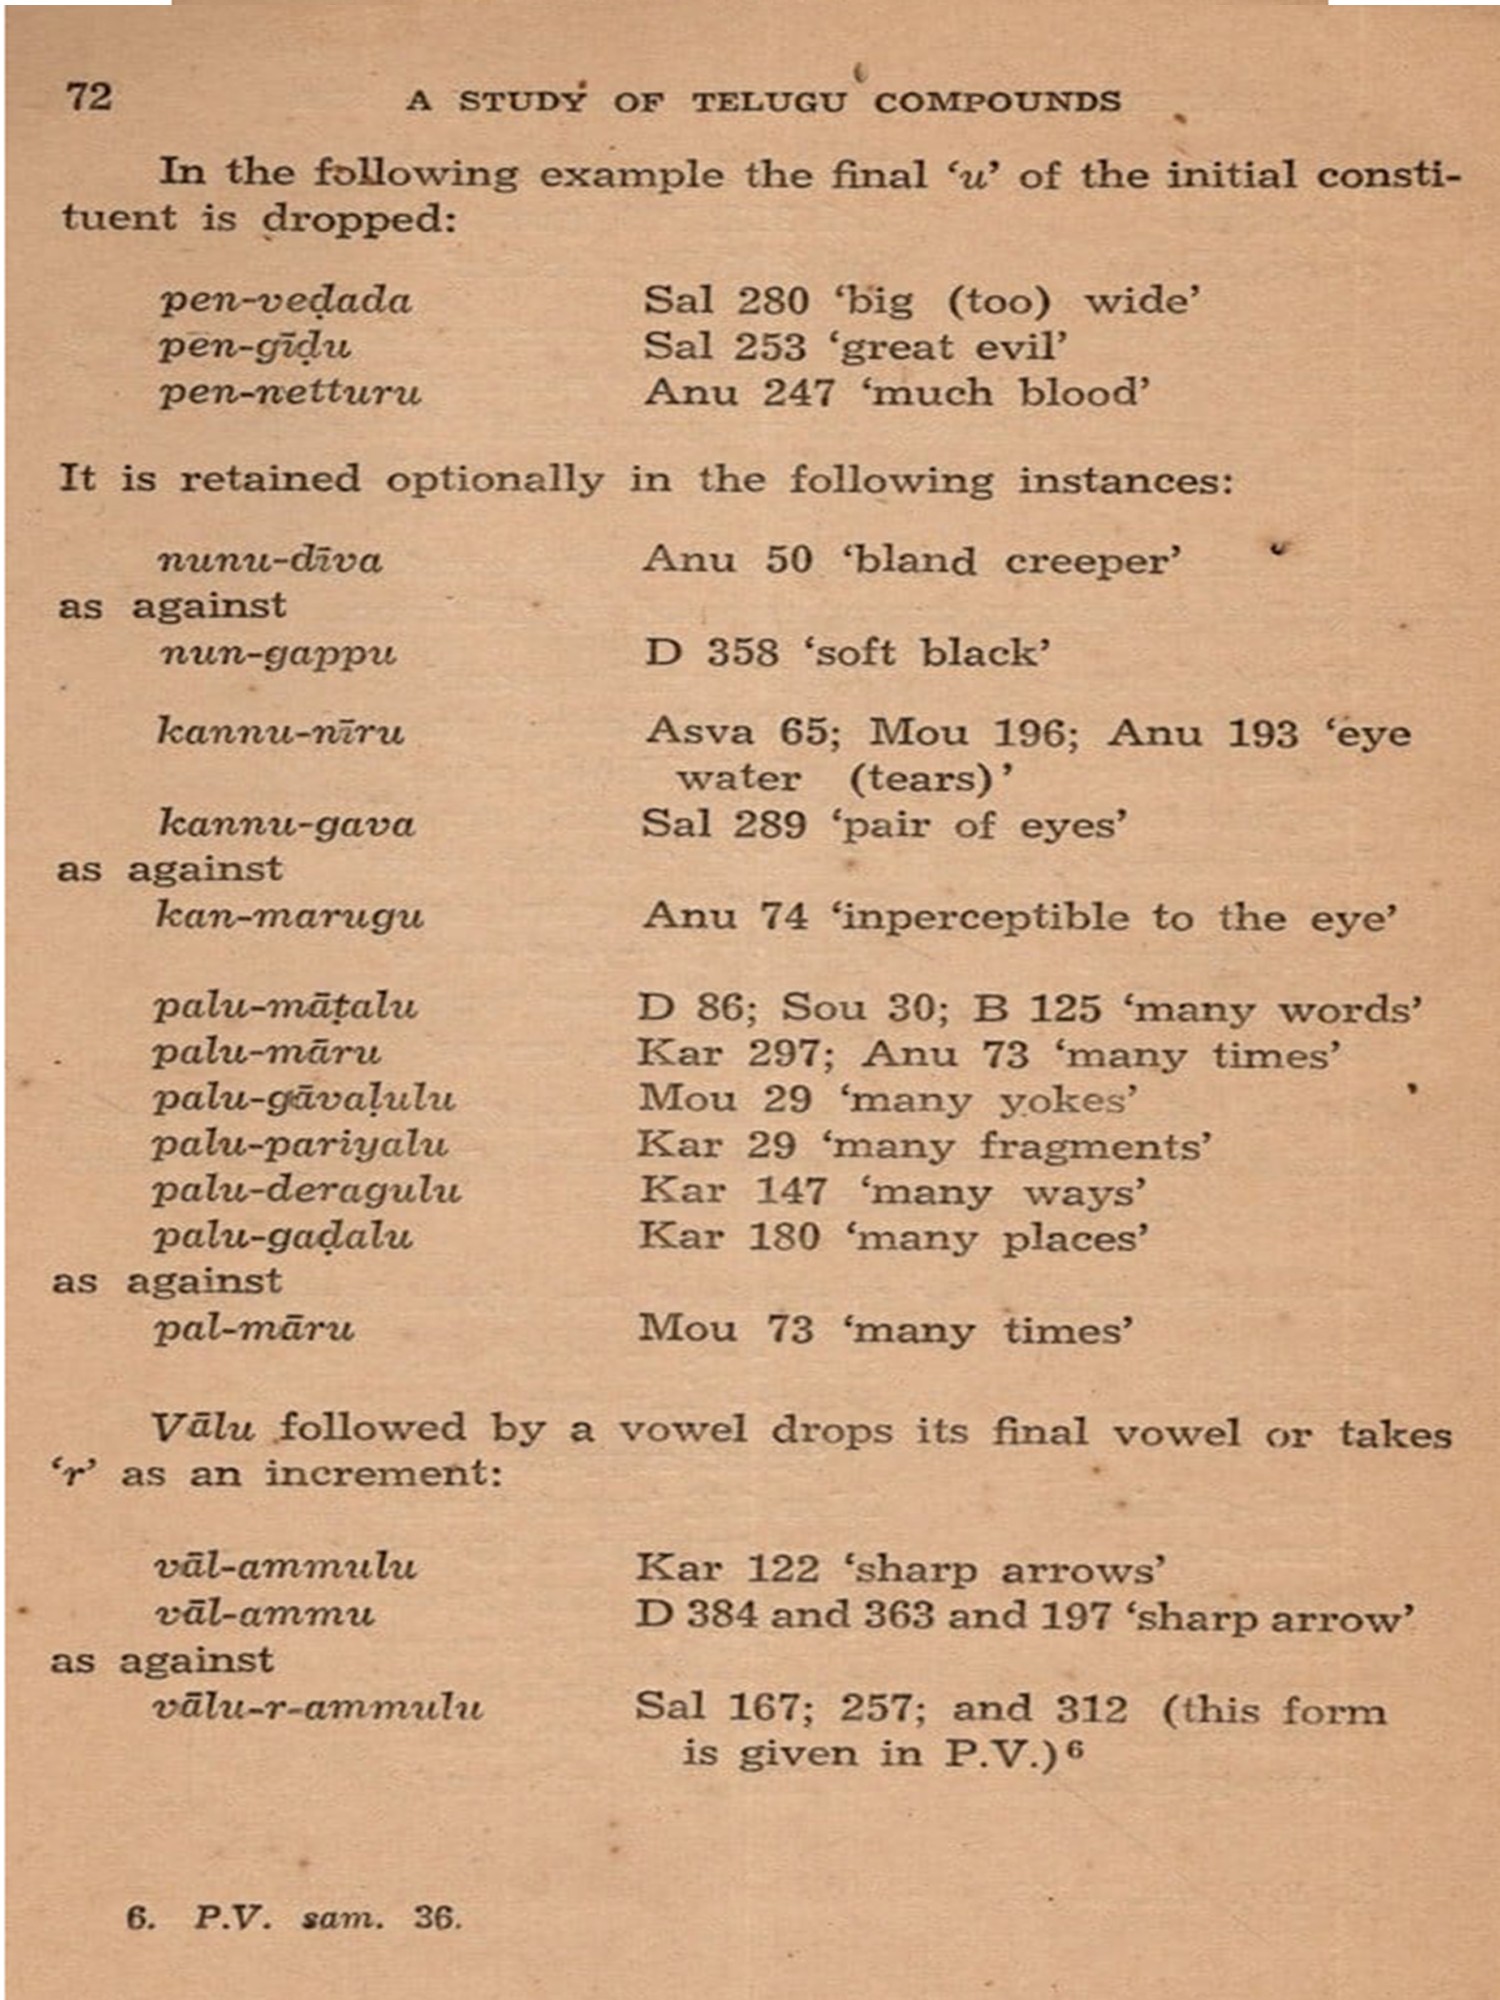 72 A STUDY OF TELUGU COMPOUNDS
In the following example the final ‘u’ of the initial consti-
tuent is dropped:
pen-veḍada Sal 280 ‘big (too) wide’
pen-gīḍu Sal 253 ‘great evil’
pen-netturu Anu 247 ‘much blood’
It is retained optionally in the following instances:
nunu-dīva Anu 50 ‘bland creeper’
as against
nun-gappu D 358 ‘soft black’
kannu-nīru Asva 65; Mou 196; Anu 193 ‘eye
water (tears)’
kannu-gava Sal 289 ‘pair of eyes’
as against
kan-marugu Anu 74 ‘inperceptible to the eye’
palu-māṭalu D 86; Sou 30; B 125 ‘many words’
palu-māru Kar 297; Anu 73 ‘many times’
palu-gāvaḷulu Mou 29 ‘many yokes’
palu-pariyalu Kar 29 ‘many fragments’
palu-deragulu Kar 147 ‘many ways’
palu-gaḍalu Kar 180 ‘many places’
as against
pal-māru Mou 73 ‘many times’
Vālu followed by a vowel drops its final vowel or takes
‘r’ as an increment:
vāl-ammulu Kar 122 ‘sharp arrows’
vāl-ammu D 384 and 363 and 197 ‘sharp arrow’
as against
vālu-r-ammulu Sal 167; 257; and 312 (this form
is given in P.V.)⁶
6. P.V. sam. 36.